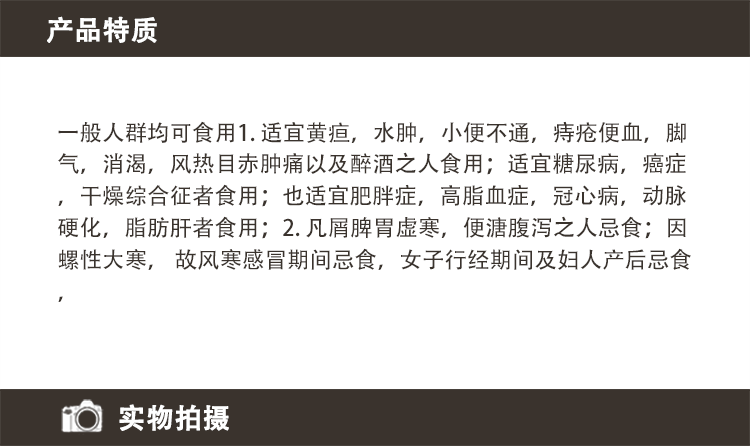 产品特质
一般人群均可食用1. 适宜黄疸，水肿，小便不通，痔疮便血，脚
气，消渴，风热目赤肿痛以及醉酒之人食用；适宜糖尿病，癌症
，干燥综合征者食用；也适宜肥胖症，高脂血症，冠心病，动脉
硬化，脂肪肝者食用；2. 凡屑脾胃虚寒，便溏腹泻之人忌食；因
螺性大寒， 故风寒感冒期间忌食，女子行经期间及妇人产后忌食
，
实物拍摄